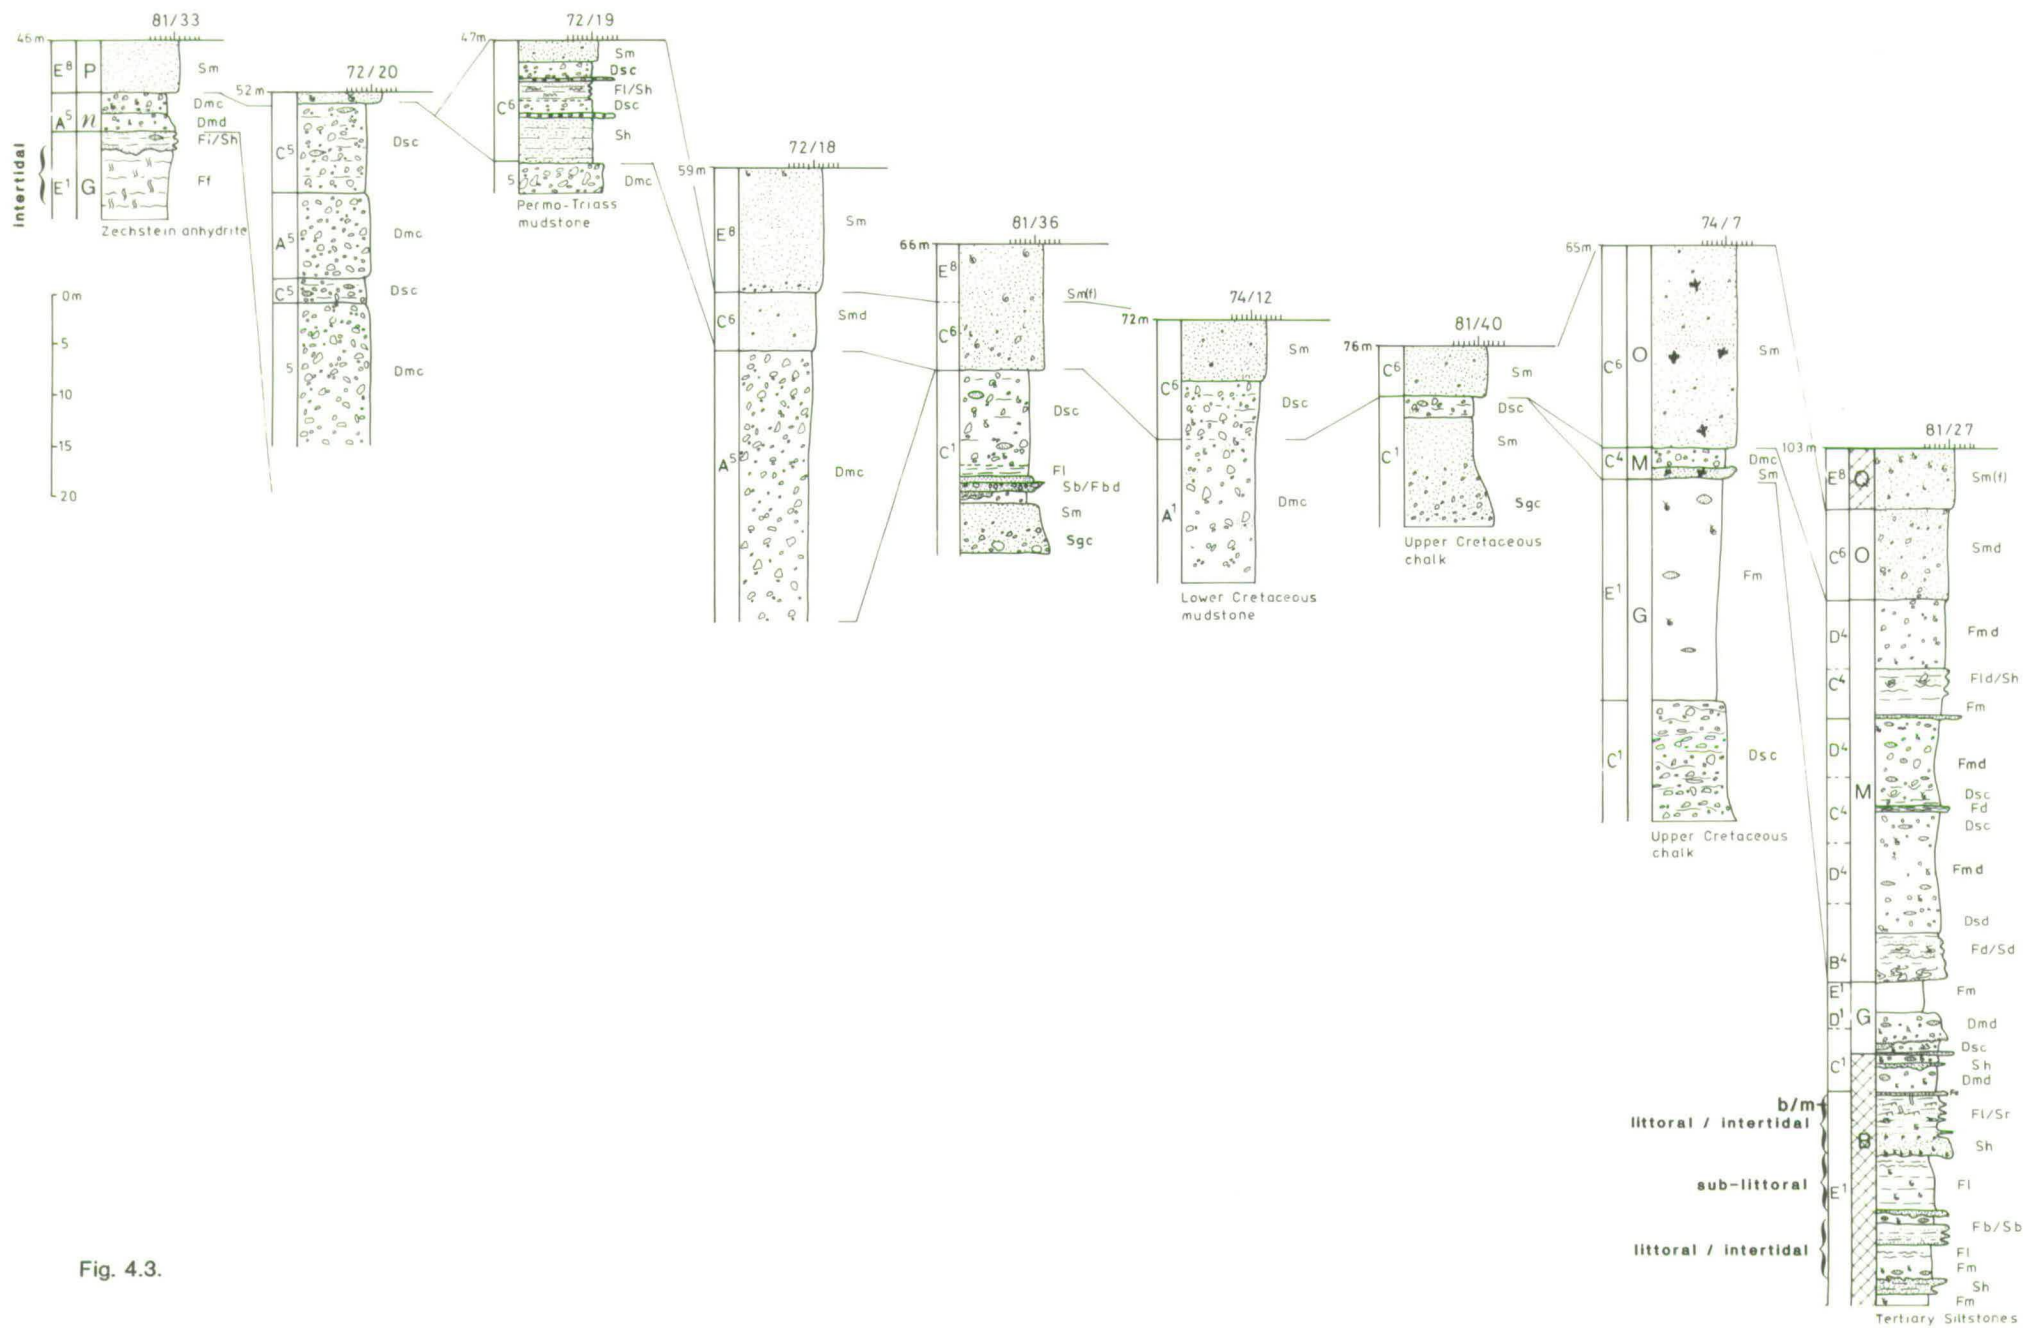 81/33
46m
E8 P
Sm
Dmc
A5 n
Dmd
Fi/Sh
intertidal
E1 G
Ff
Zechstein anhydrite
0m
5
10
15
20
72/20
52m
C5
Dsc
A5
Dmc
C5
Dsc
5
Dmc
72/19
47m
Sm
Dsc
C6
Fl/Sh
Dsc
Sh
5
Dmc
Permo-Triass
mudstone
72/18
59m
E8
Sm
C6
Smd
A5
Dmc
81/36
66m
E8
Sm(f)
C6
Dsc
C1
Fl
Sb/Fbd
Sm
Sgc
74/12
72m
Sm
C6
Dsc
A1
Dmc
Lower Cretaceous
mudstone
81/40
76m
C6
Sm
Dsc
C1
Sm
Sgc
Upper Cretaceous
chalk
74/7
65m
C6 O
Sm
C4 M
Dmc
Sm
E1
Fm
G
C1
Dsc
Upper Cretaceous
chalk
81/27
103m
E8 Q
Sm(f)
C6 O
Smd
D4
Fmd
C4
Fld/Sh
Fm
D4
Fmd
M
Dsc
C4
Fd
Dsc
D4
Fmd
Dsd
B4
Fd/Sd
E1
Fm
D1 G
Dmd
Dsc
C1
Sh
Dmd
b/m
littoral / intertidal
Fl/Sr
Sh
sub-littoral
E1
Fl
Fb/Sb
littoral / intertidal
Fl
Fm
Sh
Fm
Tertiary Siltstones
Fig. 4.3.